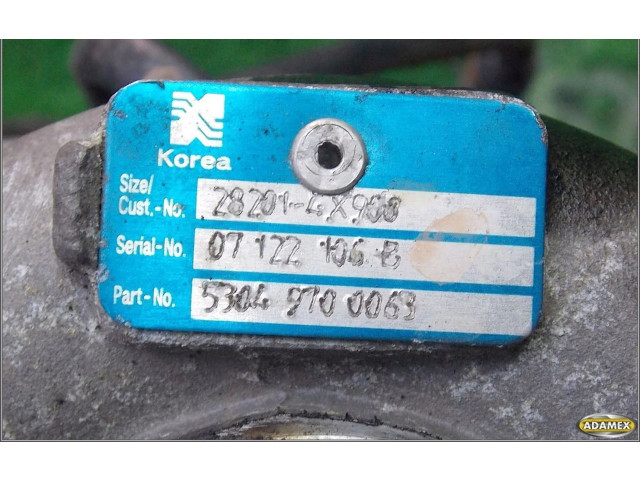 Korea
Size/
Cust.-No. 28201-4X900
Serial-No. 07 122 106 B
Part-No. 5304 970 0063
ADAMEX